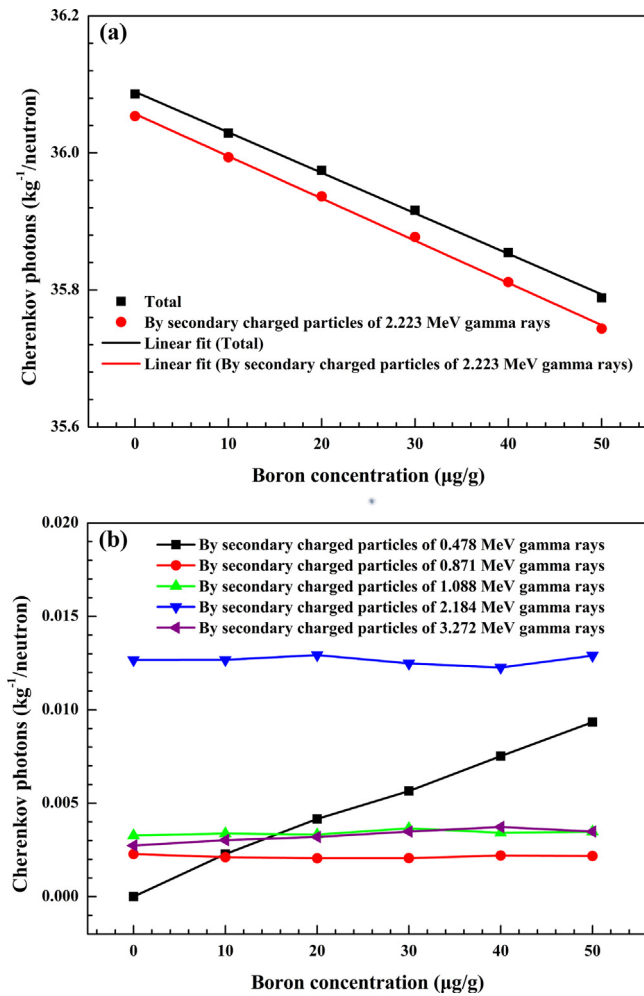 36.2
(a)
36.0
35.8
35.6
Cherenkov photons (kg⁻¹/neutron)
Total
By secondary charged particles of 2.223 MeV gamma rays
Linear fit (Total)
Linear fit (By secondary charged particles of 2.223 MeV gamma rays)
0 10 20 30 40 50
Boron concentration (μg/g)
0.020
(b)
0.015
0.010
0.005
0.000
Cherenkov photons (kg⁻¹/neutron)
By secondary charged particles of 0.478 MeV gamma rays
By secondary charged particles of 0.871 MeV gamma rays
By secondary charged particles of 1.088 MeV gamma rays
By secondary charged particles of 2.184 MeV gamma rays
By secondary charged particles of 3.272 MeV gamma rays
0 10 20 30 40 50
Boron concentration (μg/g)